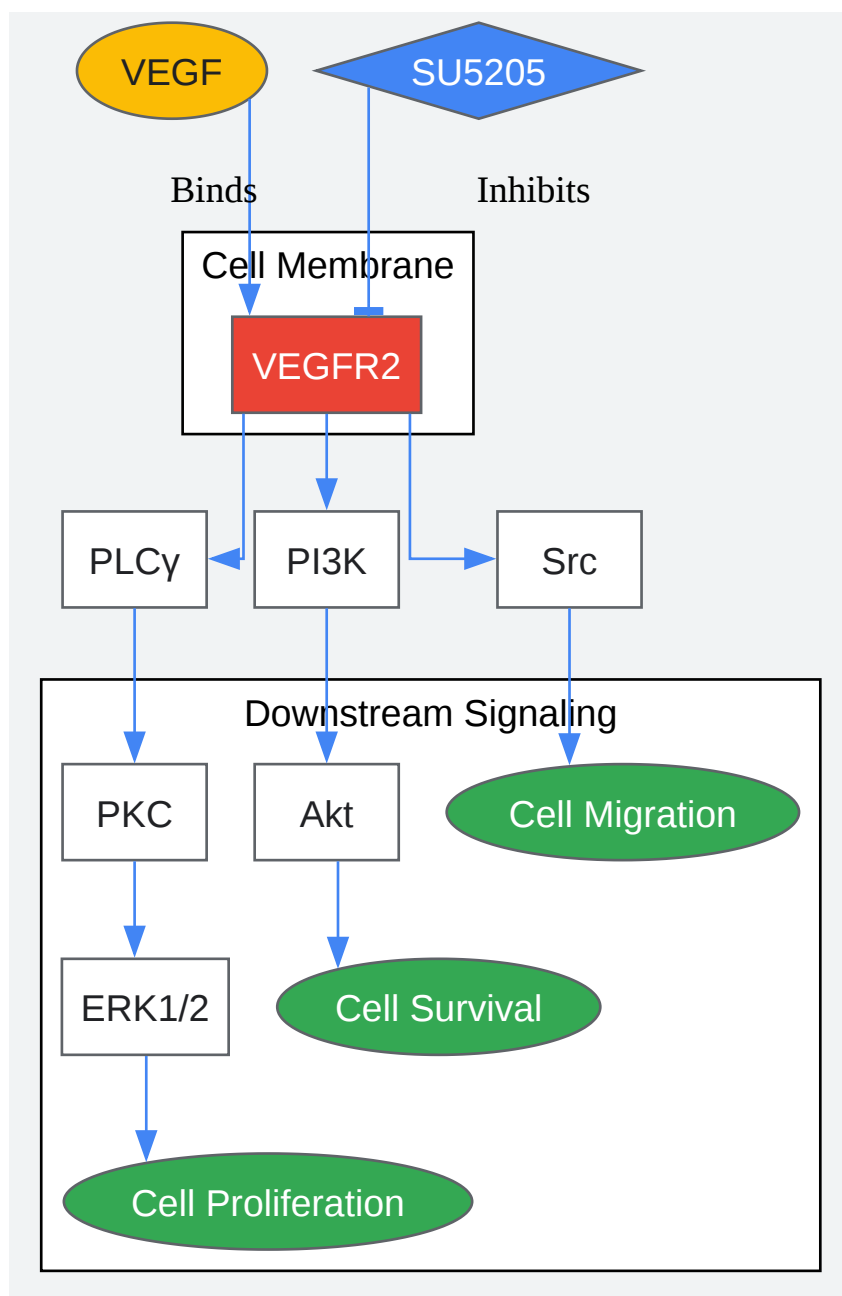 VEGF
SU5205
Binds
Inhibits
Cell Membrane
VEGFR2
PLCγ
PI3K
Src
Downstream Signaling
PKC
Akt
Cell Migration
ERK1/2
Cell Survival
Cell Proliferation